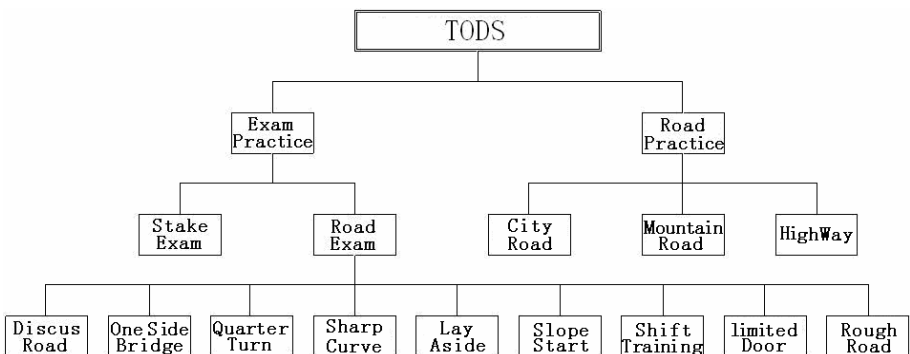 TODS
Exam
Practice
Road
Practice
Stake
Exam
Road
Exam
City
Road
Mountain
Road
HighWay
Discus
Road
One Side
Bridge
Quarter
Turn
Sharp
Curve
Lay
Aside
Slope
Start
Shift
Training
limited
Door
Rough
Road